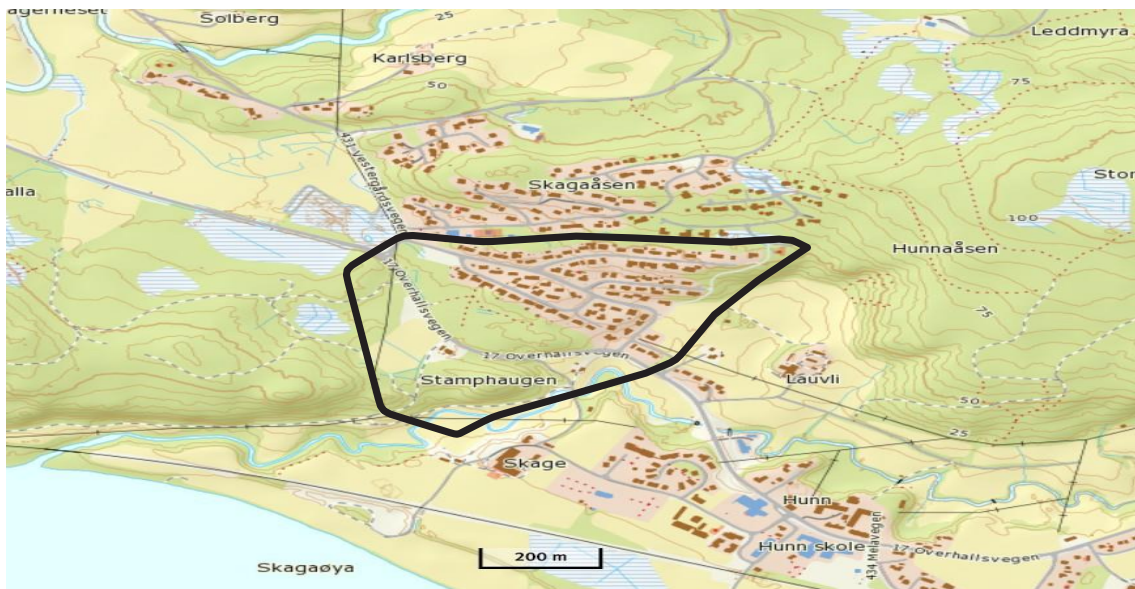 Solberg
25
Leddmyra
Karlsberg
50
75
431 Vestergårdsvegen
Skagaåsen
alla
Stor
100
Hunnaåsen
17 Overhallsvegen
75
17 Overhallsvegen
Stamphaugen
Lauvli
50
25
Skage
Hunn
434 Melavegen
200 m
Hunn skole
17 Overhallsvegen
Skagaøya